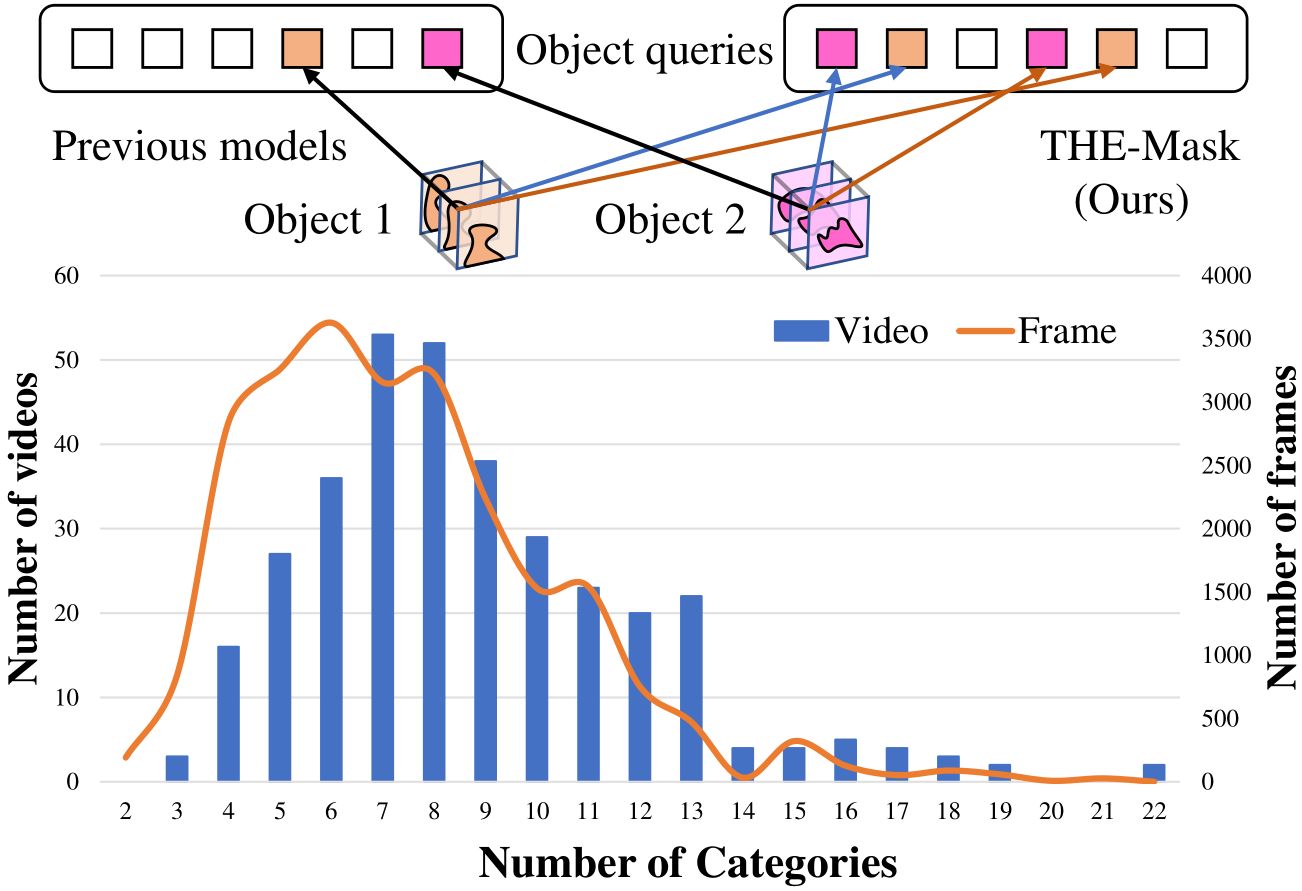 Object queries
Previous models
THE-Mask
(Ours)
Object 1
Object 2
60
50
40
30
20
10
0
Number of videos
4000
3500
3000
2500
2000
1500
1000
500
0
Number of frames
Video
Frame
2 3 4 5 6 7 8 9 10 11 12 13 14 15 16 17 18 19 20 21 22
Number of Categories